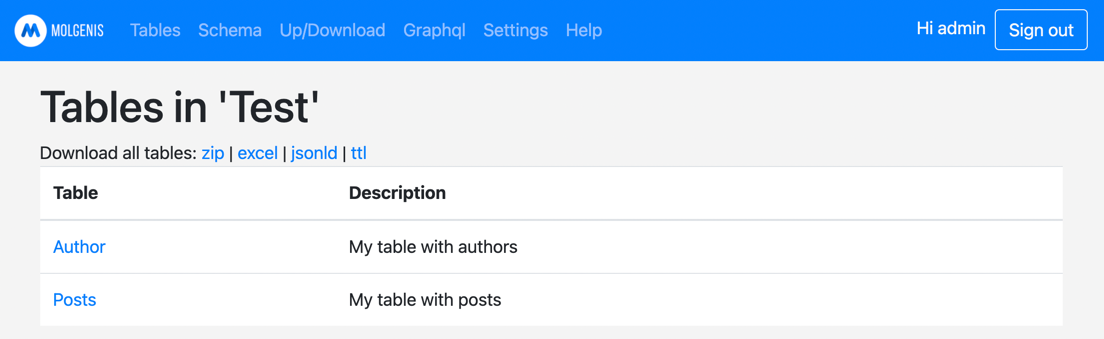 MOLGENIS Tables Schema Up/Download Graphql Settings Help Hi admin Sign out
Tables in 'Test'
Download all tables: zip | excel | jsonld | ttl
Table Description
Author My table with authors
Posts My table with posts